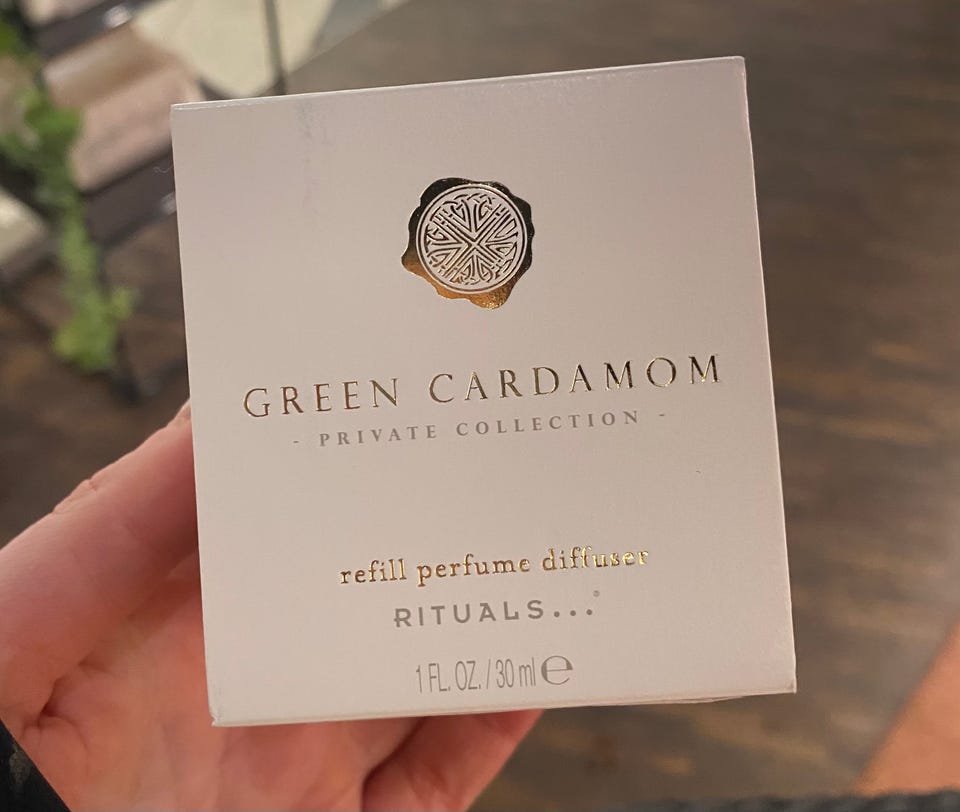 GREEN CARDAMOM
- PRIVATE COLLECTION -
refill perfume diffuser
RITUALS...®
1 FL. OZ. / 30 ml ℮